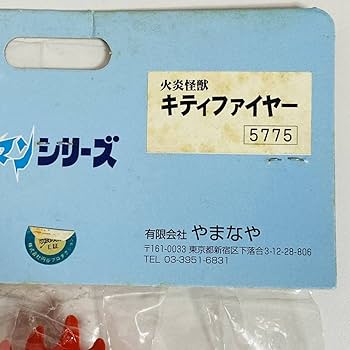 火炎怪獣
キティファイヤー
5775
マンシリーズ
有限会社 やまなや
〒161-0033 東京都新宿区下落合3-12-28-806
TEL 03-3951-6831